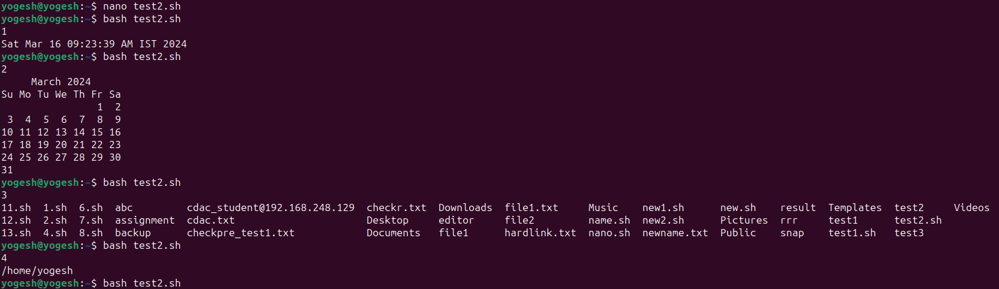 yogesh@yogesh:~$ nano test2.sh
yogesh@yogesh:~$ bash test2.sh
1
Sat Mar 16 09:23:39 AM IST 2024
yogesh@yogesh:~$ bash test2.sh
2
     March 2024
Su Mo Tu We Th Fr Sa
                1  2
 3  4  5  6  7  8  9
10 11 12 13 14 15 16
17 18 19 20 21 22 23
24 25 26 27 28 29 30
31
yogesh@yogesh:~$ bash test2.sh
3
11.sh  1.sh  6.sh  abc         cdac_student@192.168.248.129  checkr.txt  Downloads  file1.txt     Music    new1.sh      new.sh    result  Templates  test2     Videos
12.sh  2.sh  7.sh  assignment  cdac.txt                      Desktop     editor     file2         name.sh  new2.sh      Pictures  rrr     test1      test2.sh
13.sh  4.sh  8.sh  backup      checkpre_test1.txt            Documents   file1      hardlink.txt  nano.sh  newname.txt  Public    snap    test1.sh   test3
yogesh@yogesh:~$ bash test2.sh
4
/home/yogesh
yogesh@yogesh:~$ bash test2.sh